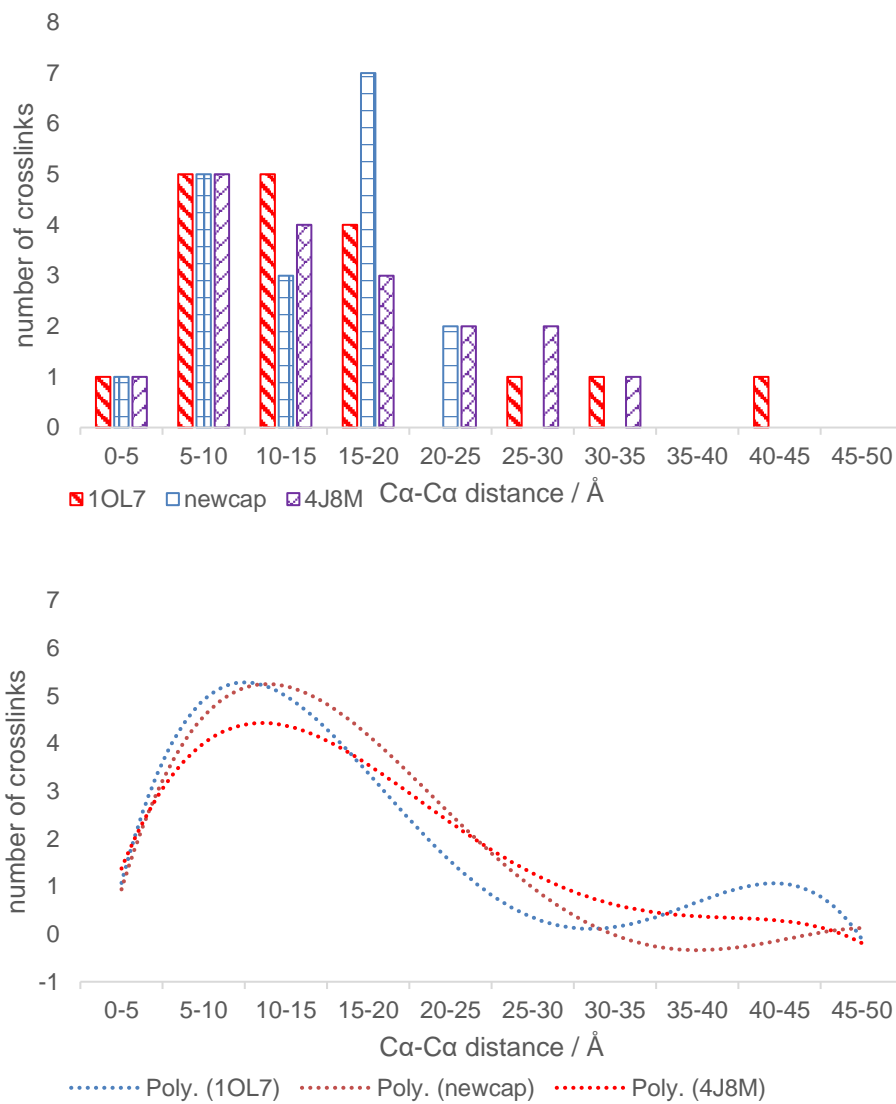 8
7
6
5
4
3
2
1
0
number of crosslinks
0-5 5-10 10-15 15-20 20-25 25-30 30-35 35-40 40-45 45-50
Cα-Cα distance / Å
1OL7 newcap 4J8M
7
6
5
4
3
2
1
0
-1
number of crosslinks
0-5 5-10 10-15 15-20 20-25 25-30 30-35 35-40 40-45 45-50
Cα-Cα distance / Å
Poly. (1OL7) Poly. (newcap) Poly. (4J8M)